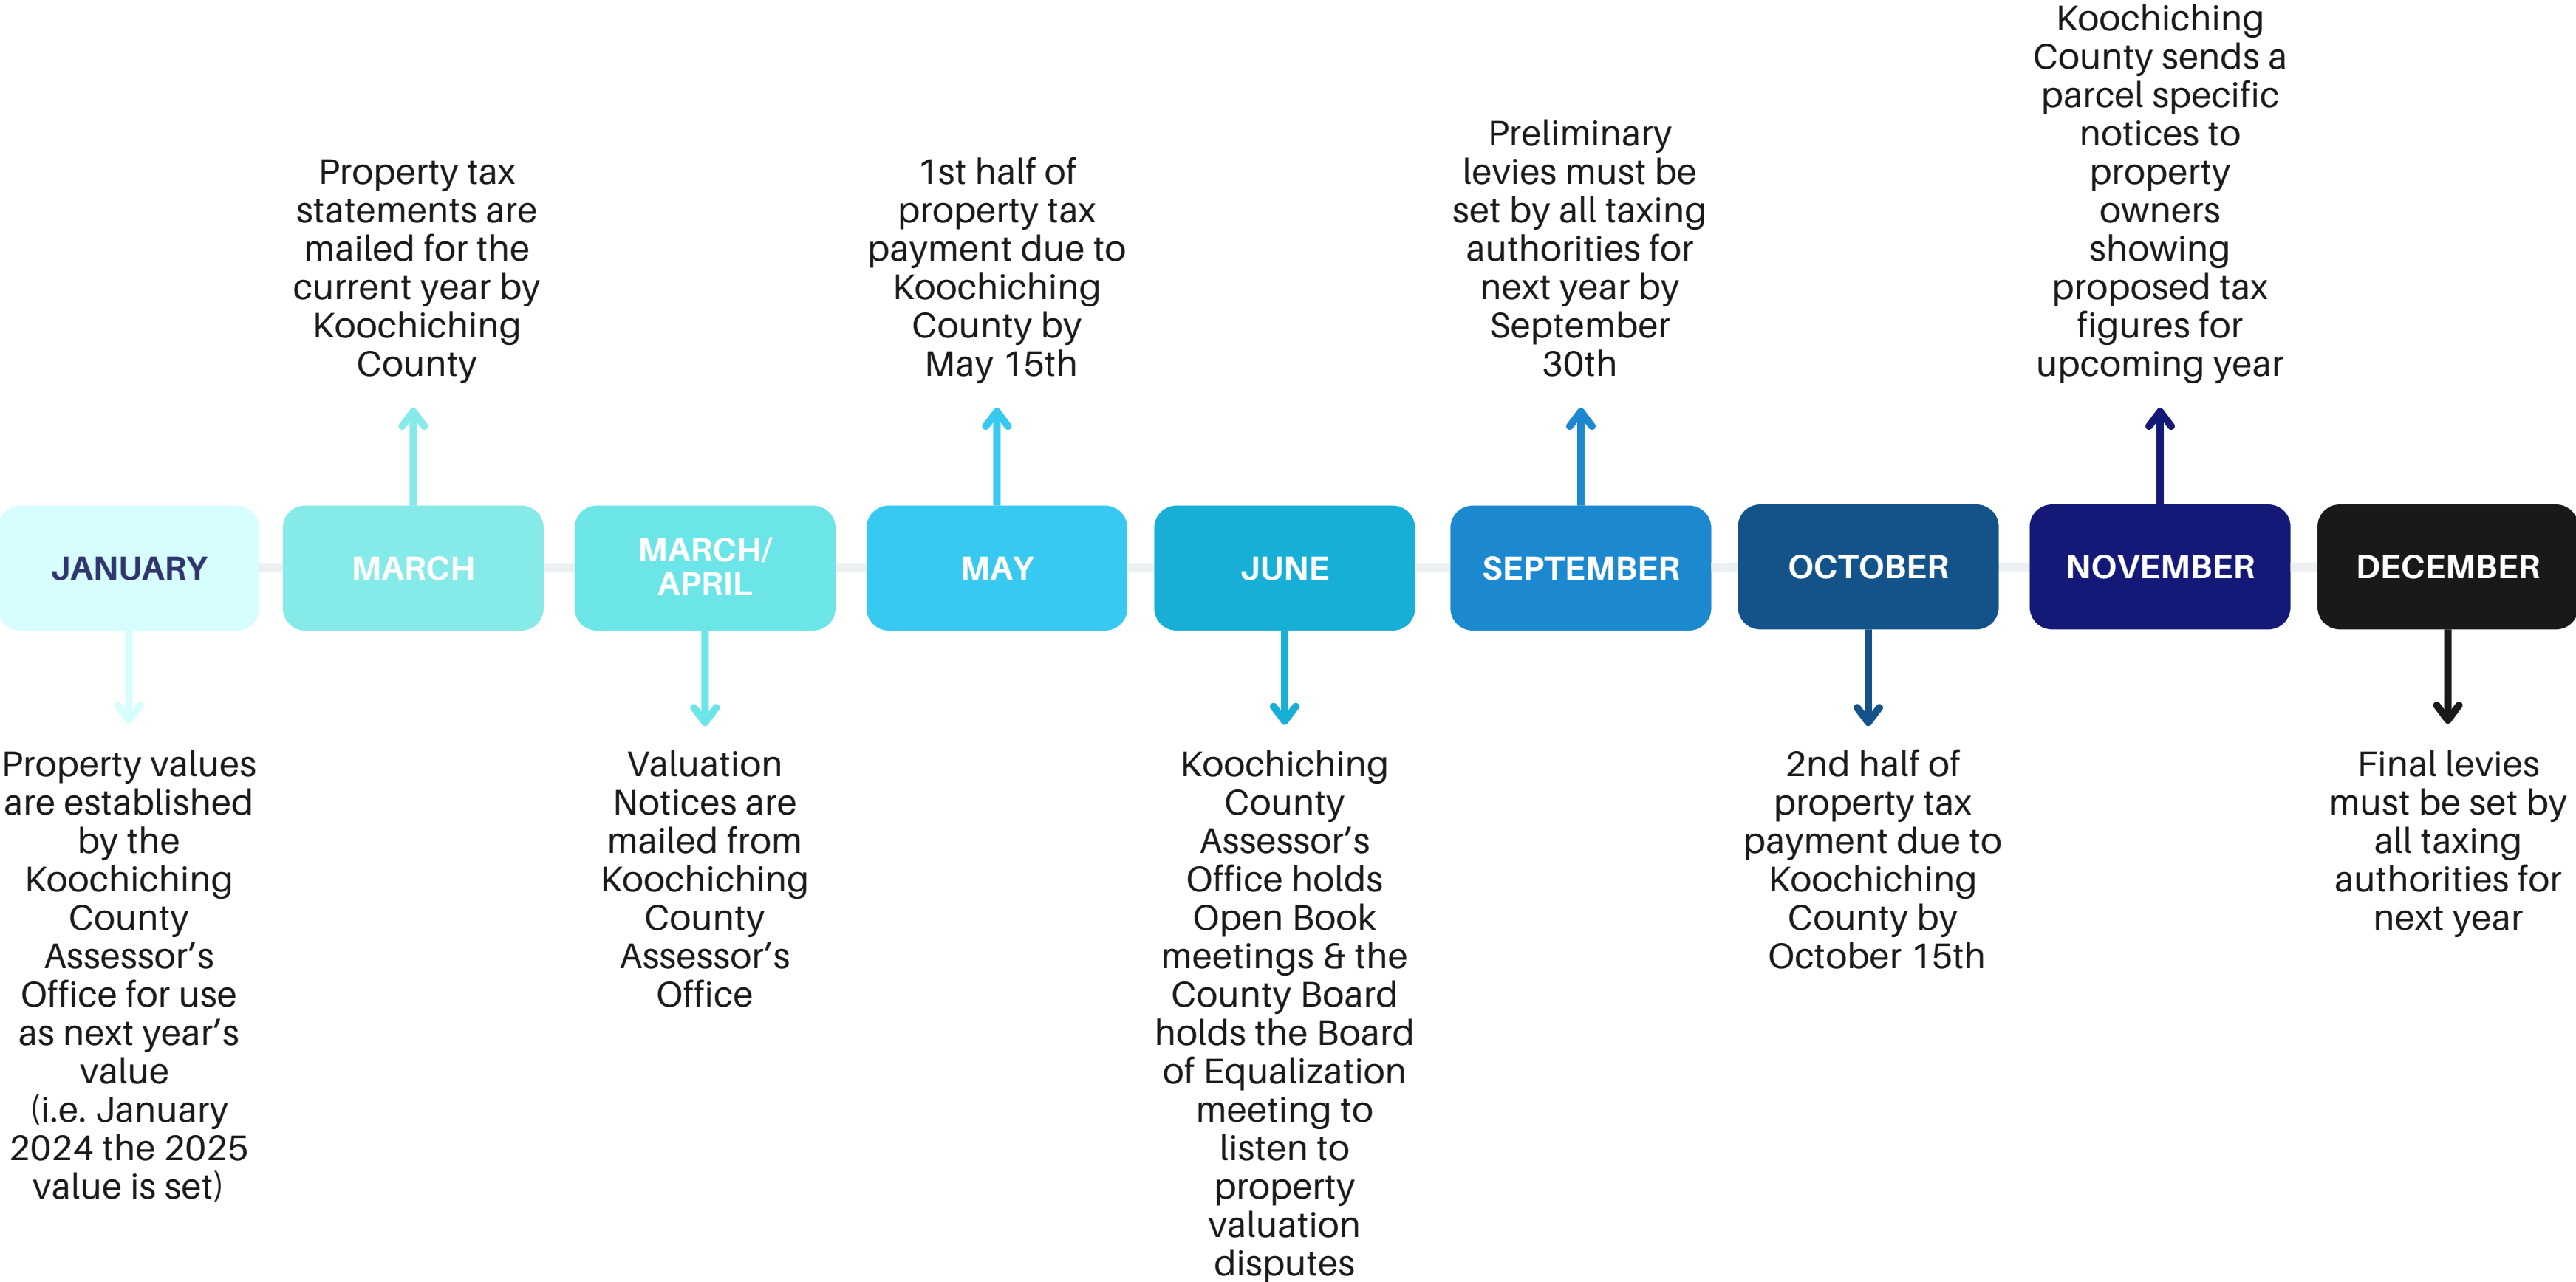 JANUARY
Property values
are established
by the
Koochiching
County
Assessor’s
Office for use
as next year’s
value
(i.e. January
2024 the 2025
value is set)
Property tax
statements are
mailed for the
current year by
Koochiching
County
MARCH
MARCH/
APRIL
Valuation
Notices are
mailed from
Koochiching
County
Assessor’s
Office
1st half of
property tax
payment due to
Koochiching
County by
May 15th
MAY
JUNE
Koochiching
County
Assessor’s
Office holds
Open Book
meetings & the
County Board
holds the Board
of Equalization
meeting to
listen to
property
valuation
disputes
Preliminary
levies must be
set by all taxing
authorities for
next year by
September
30th
SEPTEMBER
OCTOBER
2nd half of
property tax
payment due to
Koochiching
County by
October 15th
Koochiching
County sends a
parcel specific
notices to
property
owners
showing
proposed tax
figures for
upcoming year
NOVEMBER
DECEMBER
Final levies
must be set by
all taxing
authorities for
next year